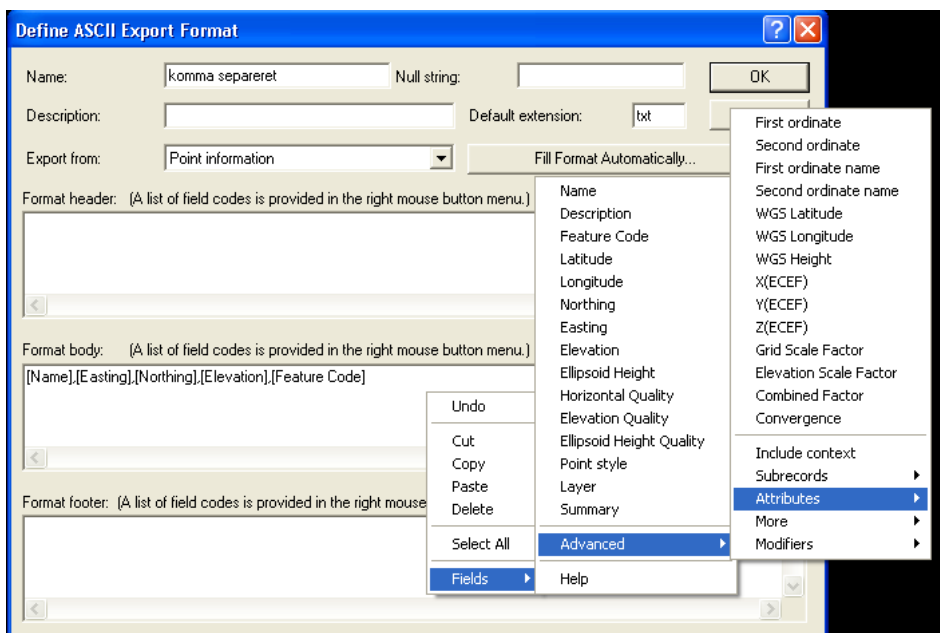 Define ASCII Export Format
Name: komma separeret Null string: OK
Description: Default extension: txt
Export from: Point information Fill Format Automatically...
Format header: (A list of field codes is provided in the right mouse button menu.)
Format body: (A list of field codes is provided in the right mouse button menu.)
[Name],[Easting],[Northing],[Elevation],[Feature Code]
Format footer: (A list of field codes is provided in the right mouse
Undo
Cut
Copy
Paste
Delete
Select All
Fields
Name
Description
Feature Code
Latitude
Longitude
Northing
Easting
Elevation
Ellipsoid Height
Horizontal Quality
Elevation Quality
Ellipsoid Height Quality
Point style
Layer
Summary
Advanced
Help
First ordinate
Second ordinate
First ordinate name
Second ordinate name
WGS Latitude
WGS Longitude
WGS Height
X(ECEF)
Y(ECEF)
Z(ECEF)
Grid Scale Factor
Elevation Scale Factor
Combined Factor
Convergence
Include context
Subrecords
Attributes
More
Modifiers